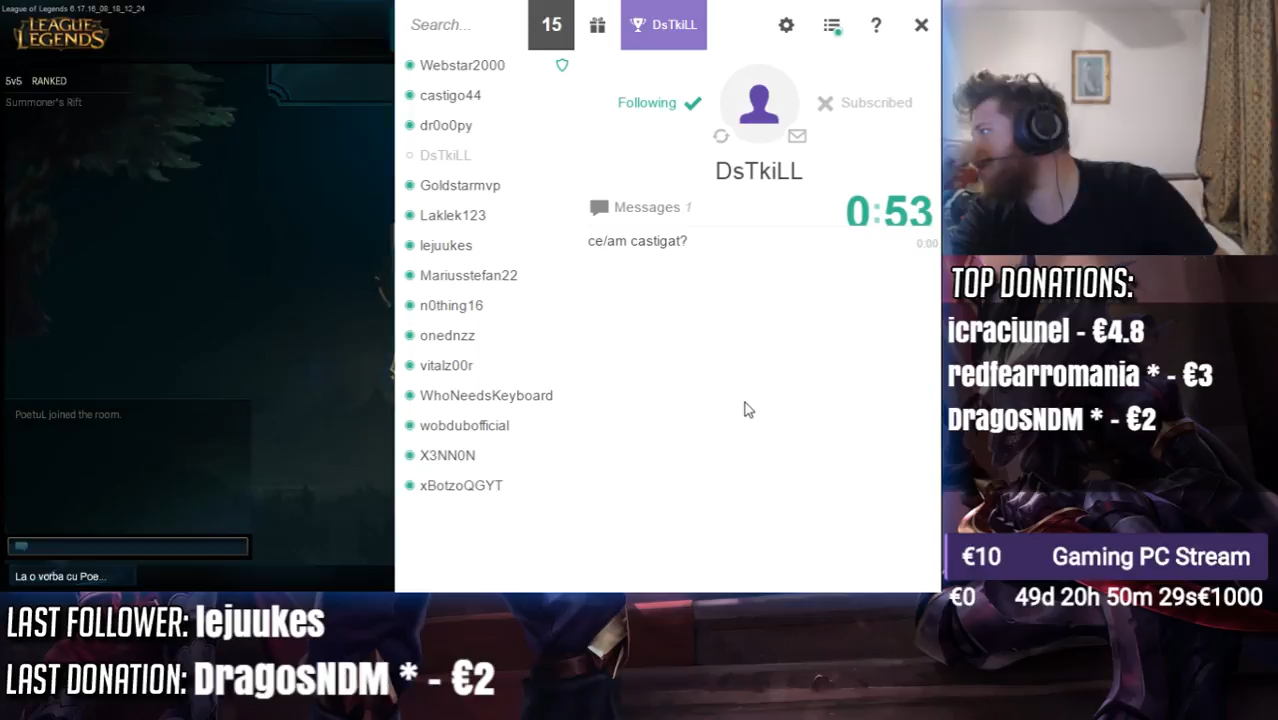 League of Legends 6.17.16_08_18_12_24
LEAGUE OF LEGENDS
5v5 RANKED
Summoner's Rift
PoetuL joined the room.
La o vorba cu Poe...
Search...
15
DsTkiLL
?
Webstar2000
castigo44
dr0o0py
DsTkiLL
Goldstarmvp
Laklek123
lejuukes
Mariusstefan22
n0thing16
onednzz
vitalz00r
WhoNeedsKeyboard
wobdubofficial
X3NN0N
xBotzoQGYT
Following
Subscribed
DsTkiLL
Messages 1
0:53
ce/am castigat?
0:00
TOP DONATIONS:
icraciunel - €4.8
redfearromania * - €3
DragosNDM * - €2
€10 Gaming PC Stream
€0 49d 20h 50m 29s €1000
LAST FOLLOWER: lejuukes
LAST DONATION: DragosNDM * - €2